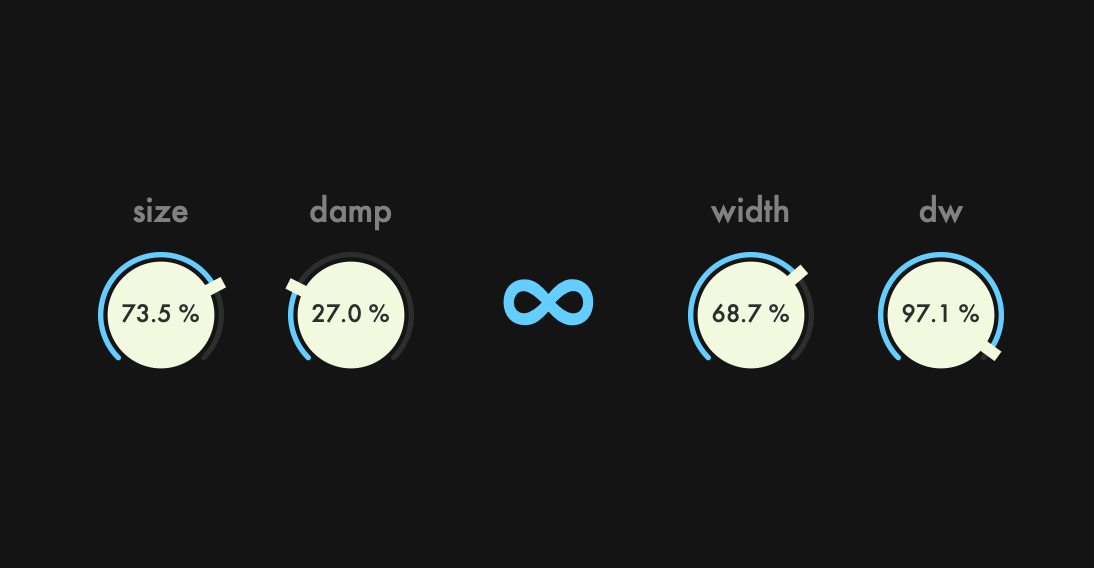 size damp width dw
73.5 % 27.0 % ∞ 68.7 % 97.1 %